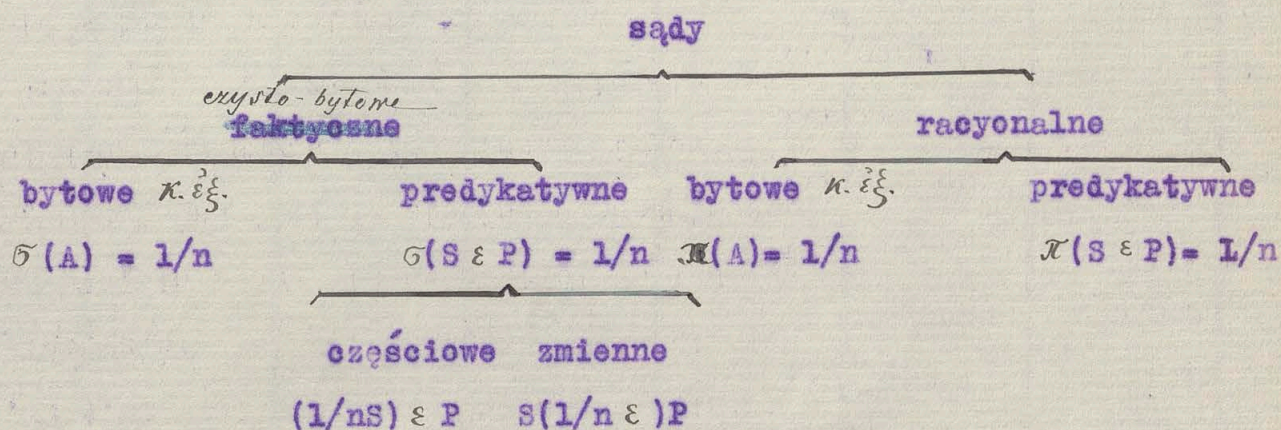 sądy
czysto-bytowe
faktyczne racyonalne
bytowe κ. ἐξ. predykatywne bytowe κ. ἐξ. predykatywne
σ(A) = 1/n σ(S ε P) = 1/n π(A)= 1/n π(S ε P)= 1/n
częściowe zmienne
(1/nS) ε P S(1/n ε )P